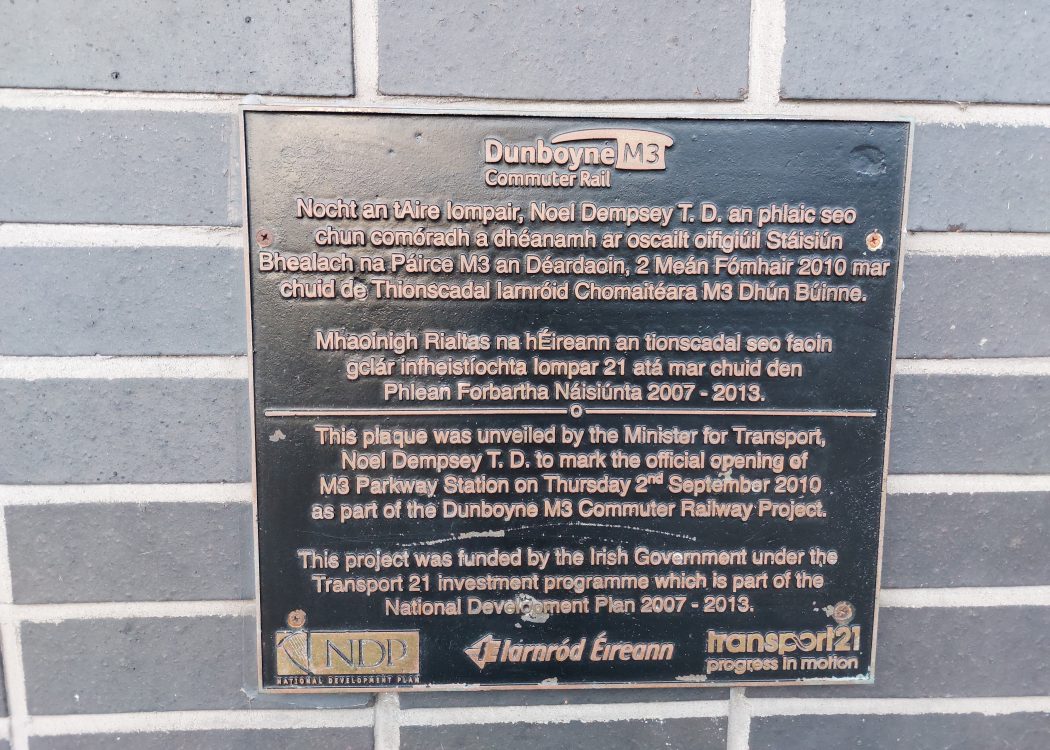 Dunboyne M3
Commuter Rail
Nocht an tAire Iompair, Noel Dempsey T. D. an phlaic seo
chun comóradh a dhéanamh ar oscailt oifigiúil Stáisiún
Bhealach na Páirce M3 an Déardaoin, 2 Meán Fómhair 2010 mar
chuid de Thionscadal Iarnróid Chomaitéara M3 Dhún Búinne.
Mhaoinigh Rialtas na hÉireann an tionscadal seo faoin
gclár infheistíochta Iompar 21 atá mar chuid den
Phlean Forbartha Náisiúnta 2007 - 2013.
This plaque was unveiled by the Minister for Transport,
Noel Dempsey T. D. to mark the official opening of
M3 Parkway Station on Thursday 2nd September 2010
as part of the Dunboyne M3 Commuter Railway Project.
This project was funded by the Irish Government under the
Transport 21 investment programme which is part of the
National Development Plan 2007 - 2013.
NDP
NATIONAL DEVELOPMENT PLAN
Iarnród Éireann
transport21
progress in motion